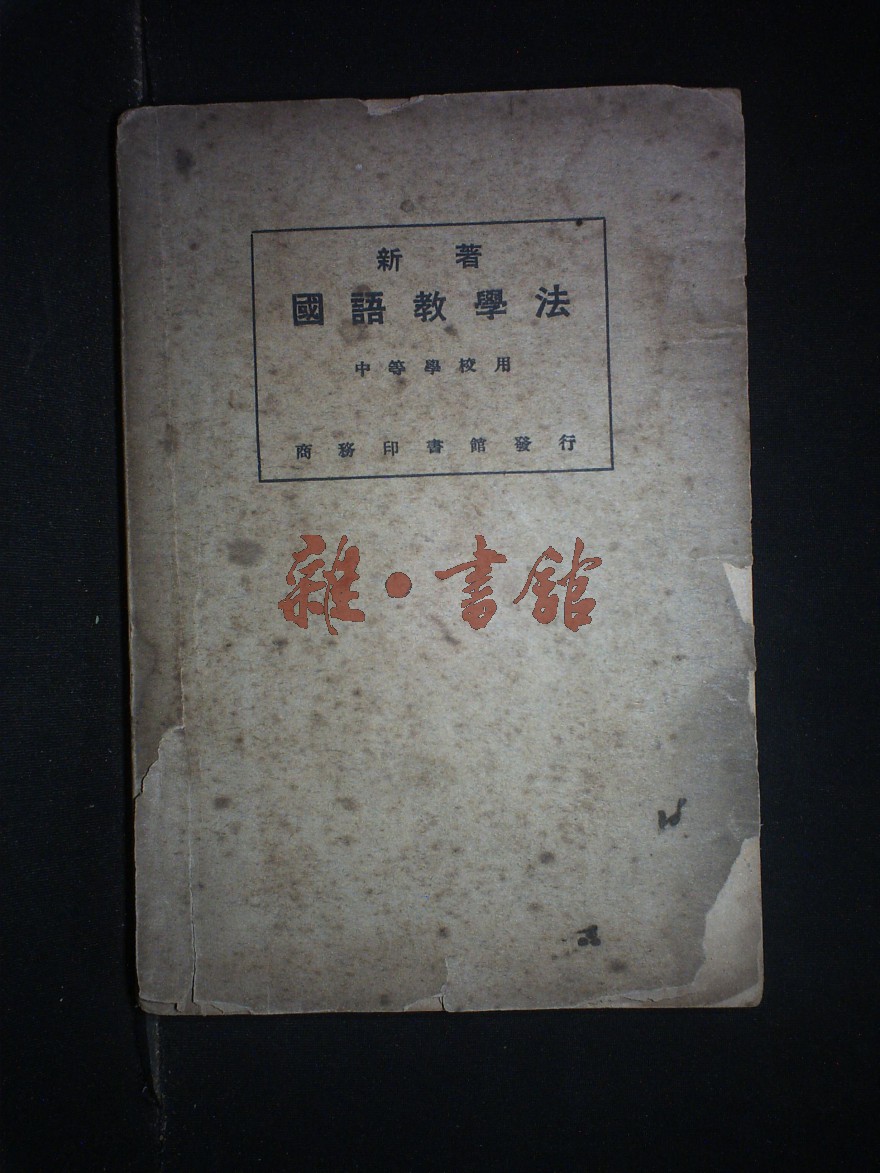 新著
國語教學法
中等學校用
商務印書館發行
雜·書館